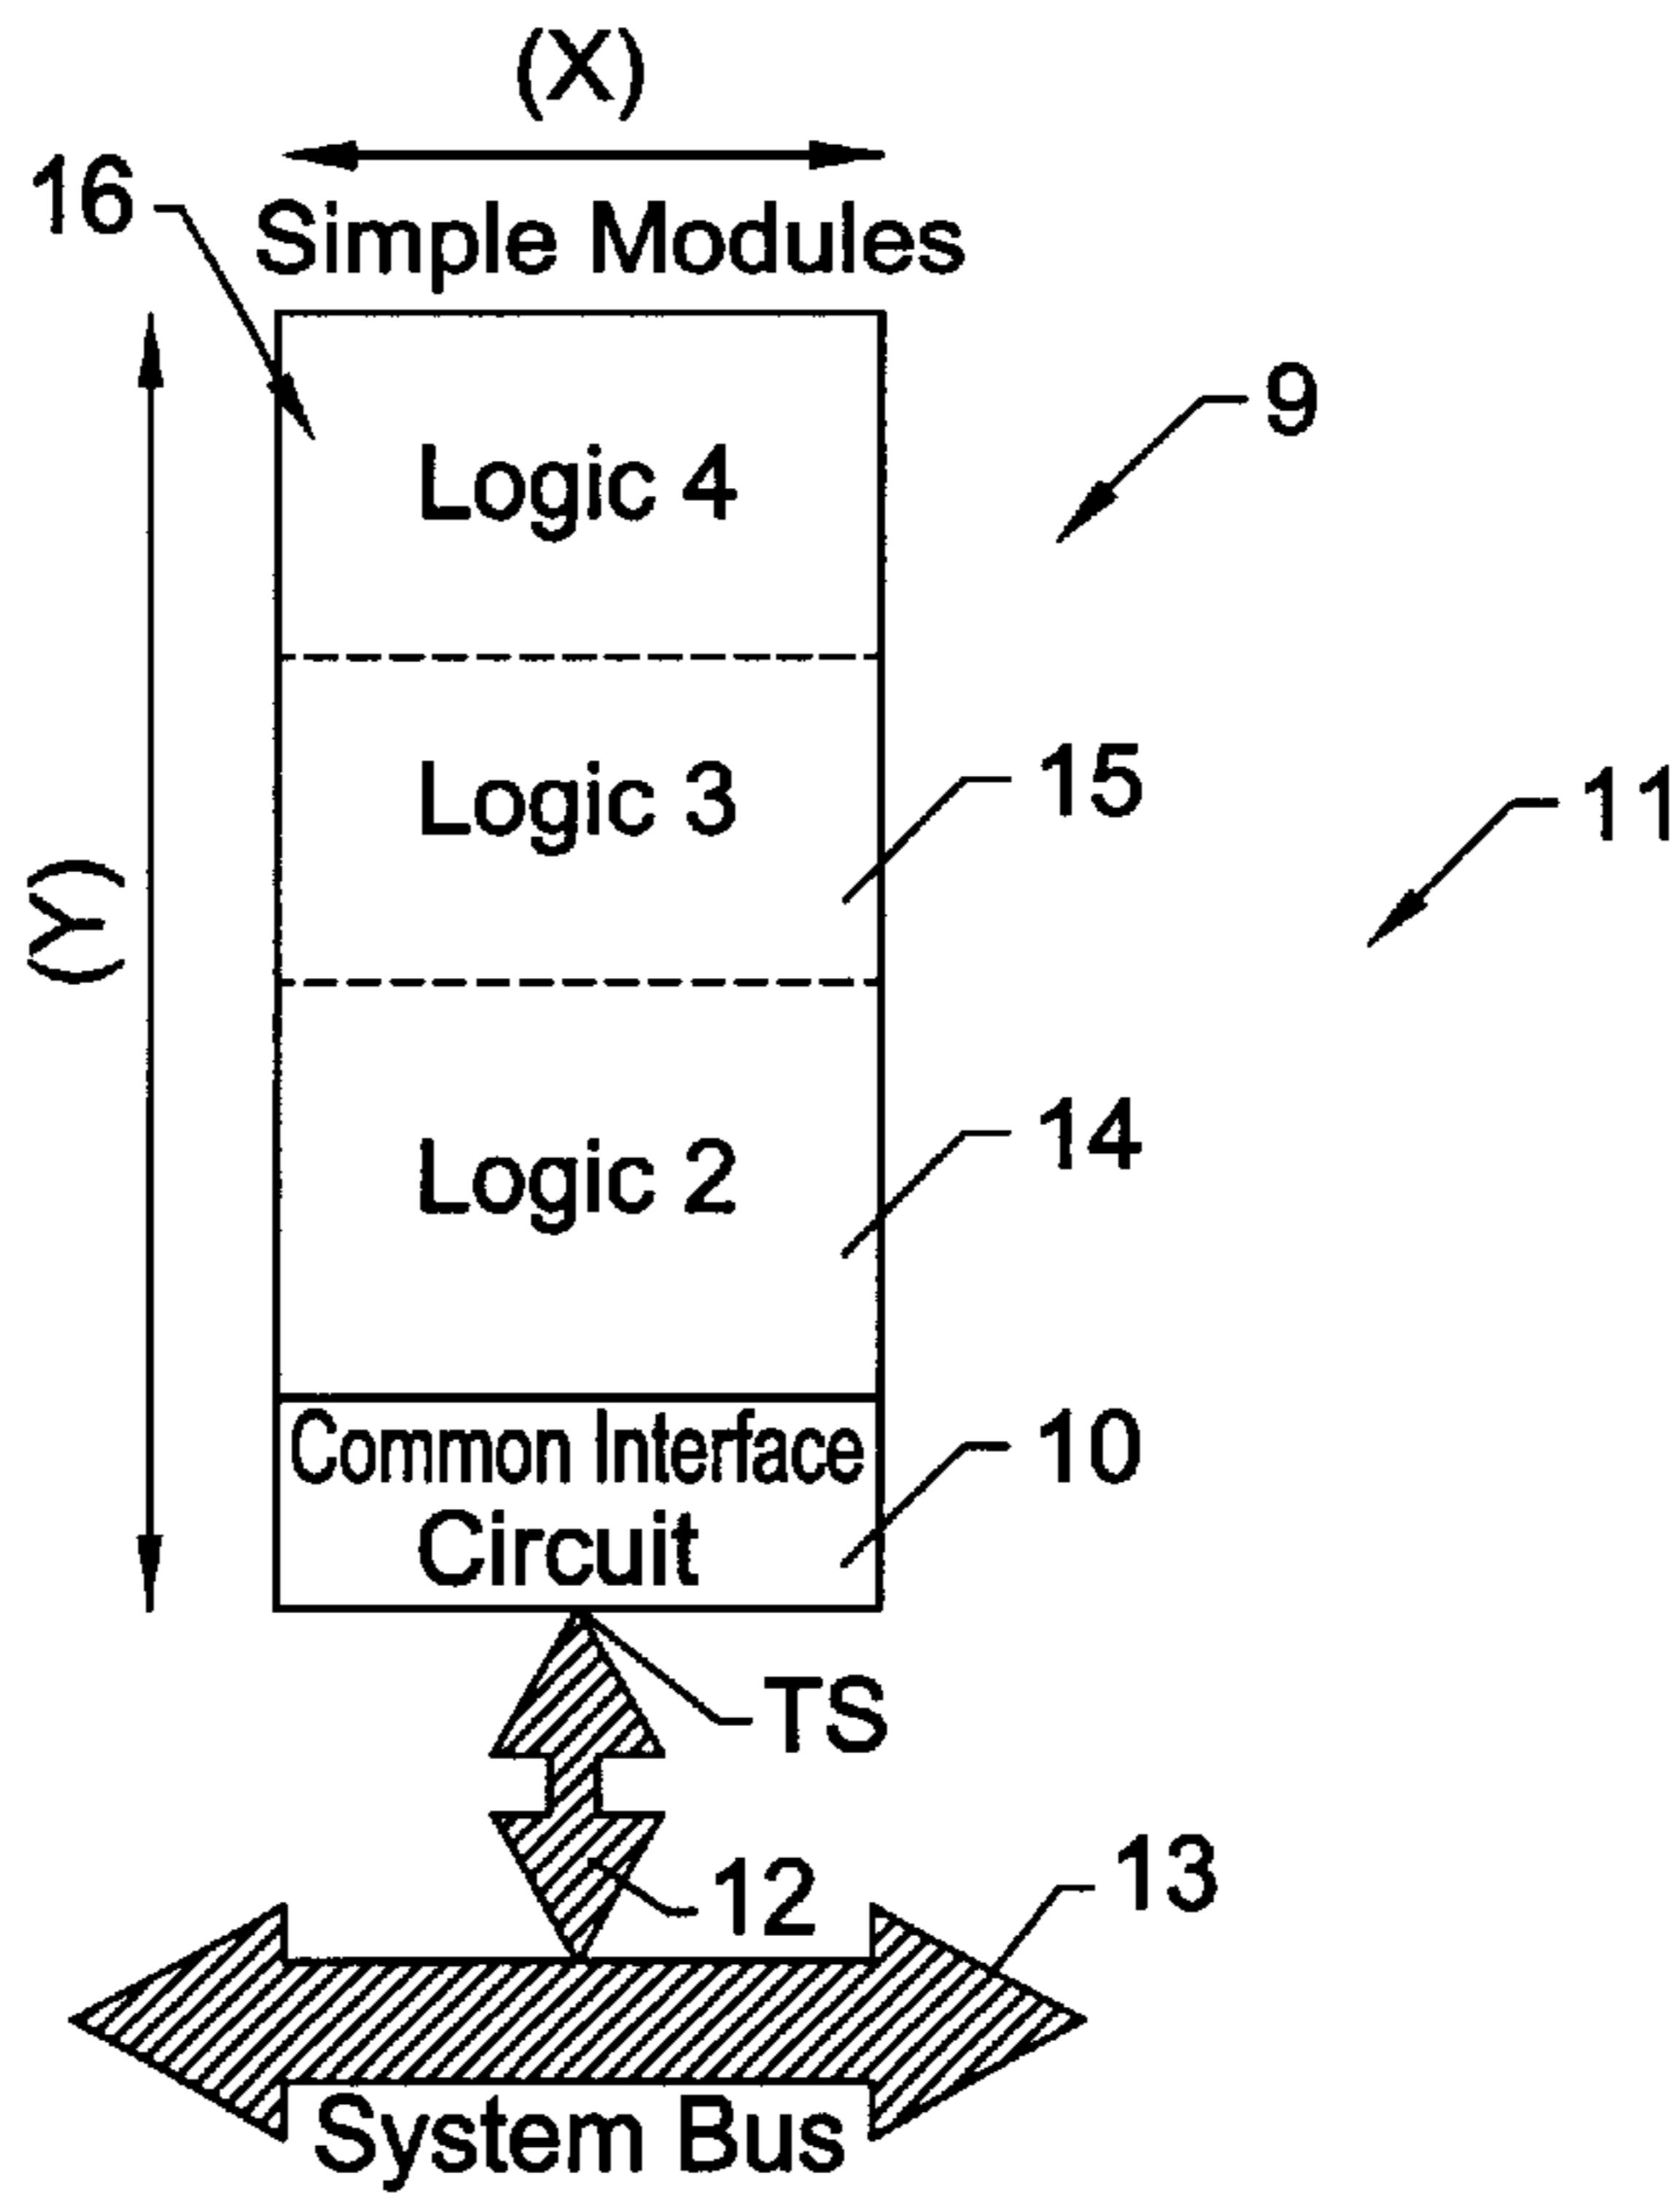 (X)
16
Simple Modules
9
Logic 4
(Y)
Logic 3
15
11
Logic 2
14
Common Interface
Circuit
10
TS
12
13
System Bus